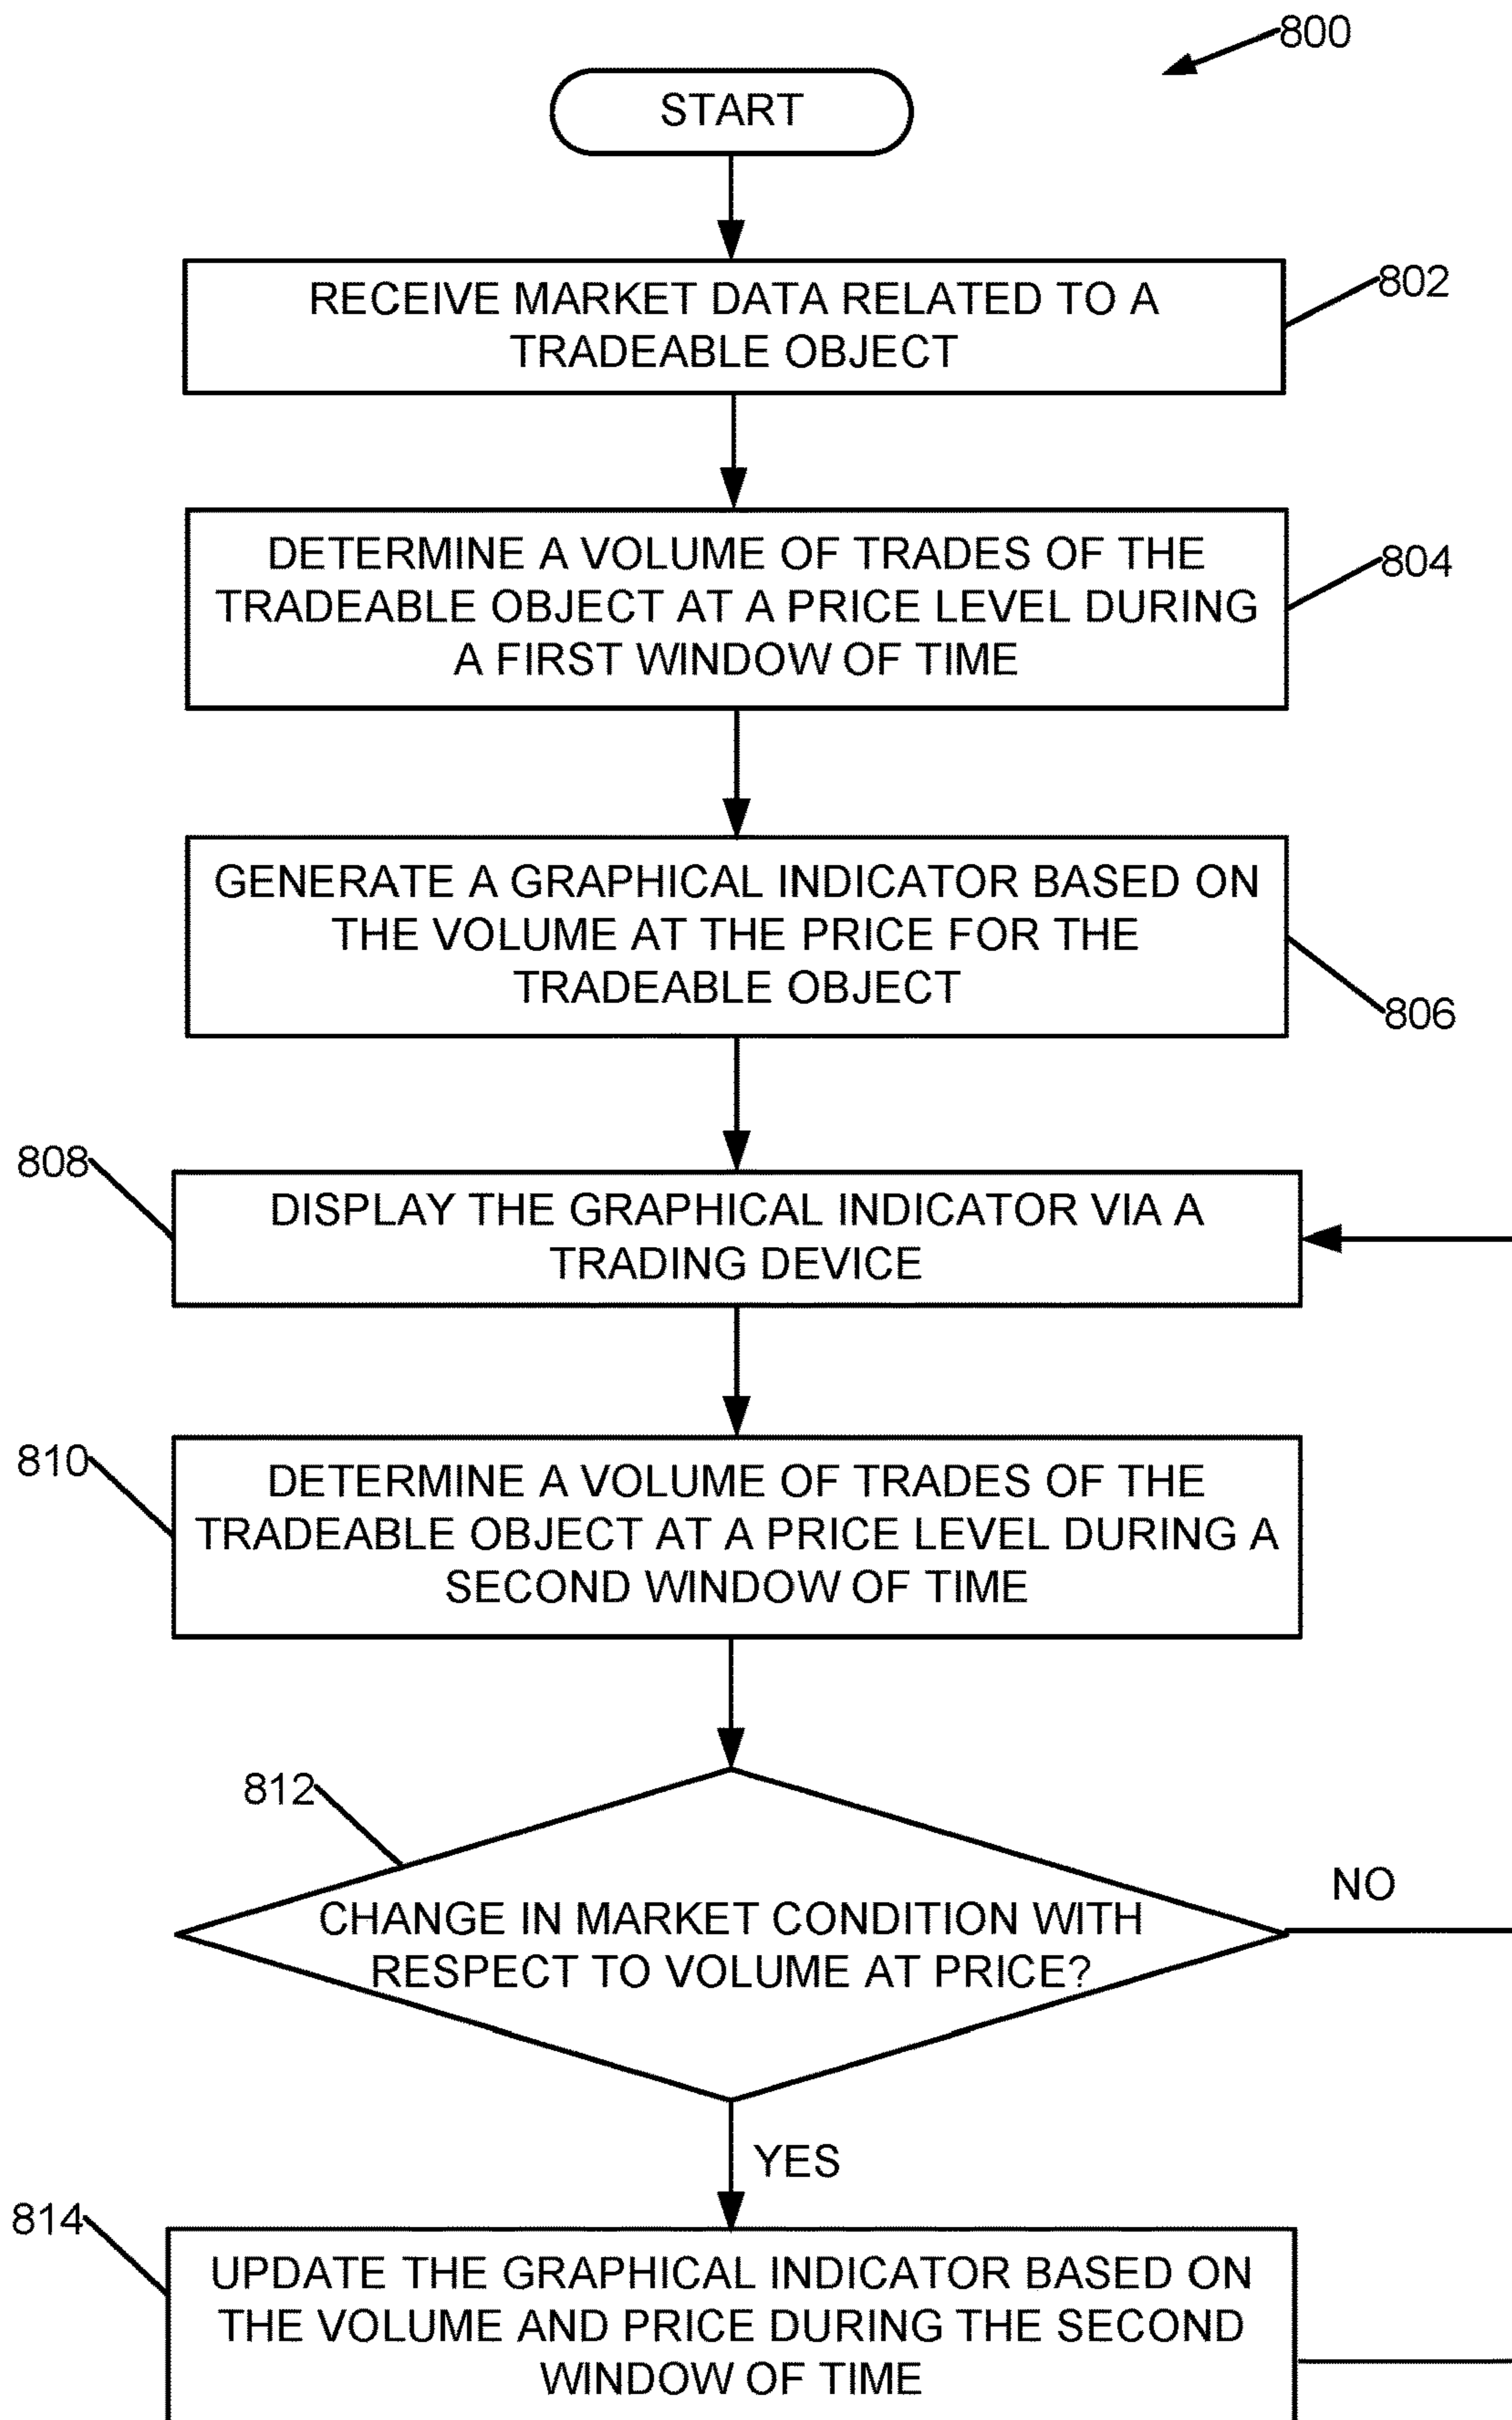 800
START
RECEIVE MARKET DATA RELATED TO A
TRADEABLE OBJECT
802
DETERMINE A VOLUME OF TRADES OF THE
TRADEABLE OBJECT AT A PRICE LEVEL DURING
A FIRST WINDOW OF TIME
804
GENERATE A GRAPHICAL INDICATOR BASED ON
THE VOLUME AT THE PRICE FOR THE
TRADEABLE OBJECT
806
808
DISPLAY THE GRAPHICAL INDICATOR VIA A
TRADING DEVICE
810
DETERMINE A VOLUME OF TRADES OF THE
TRADEABLE OBJECT AT A PRICE LEVEL DURING A
SECOND WINDOW OF TIME
812
CHANGE IN MARKET CONDITION WITH
RESPECT TO VOLUME AT PRICE?
NO
YES
814
UPDATE THE GRAPHICAL INDICATOR BASED ON
THE VOLUME AND PRICE DURING THE SECOND
WINDOW OF TIME